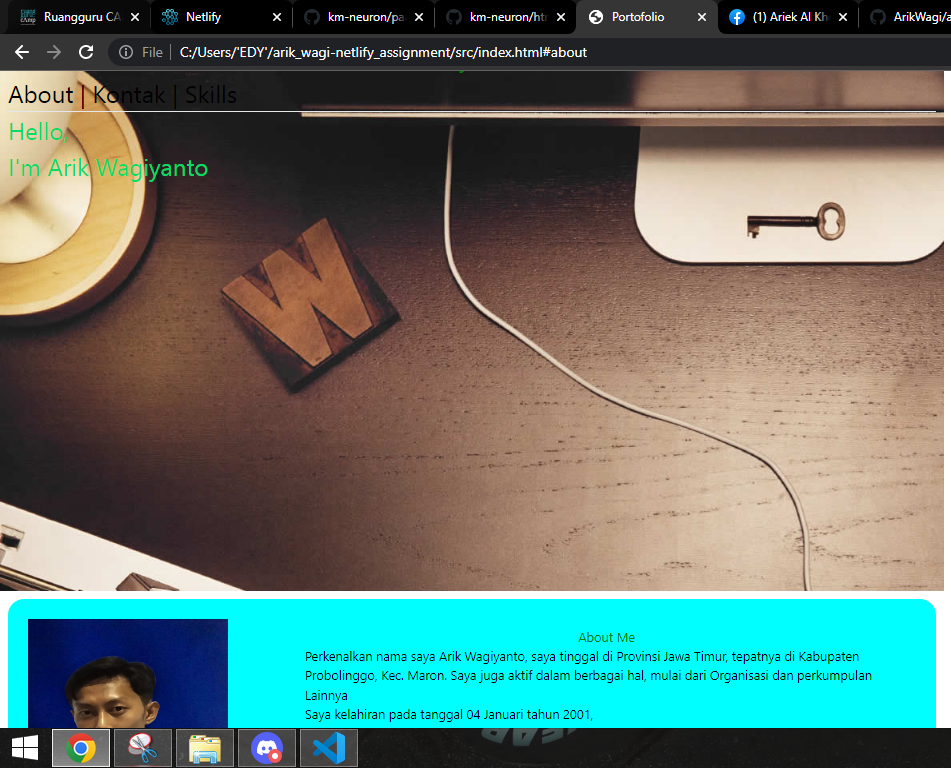 Ruangguru CA
Netlify
km-neuron/pa
km-neuron/htr
Portofolio
(1) Ariek Al Kh
ArikWagi/a
File
C:/Users/'EDY'/arik_wagi-netlify_assignment/src/index.html#about
About | Kontak | Skills
Hello,
I'm Arik Wagiyanto
W
About Me
Perkenalkan nama saya Arik Wagiyanto, saya tinggal di Provinsi Jawa Timur, tepatnya di Kabupaten
Probolinggo, Kec. Maron. Saya juga aktif dalam berbagai hal, mulai dari Organisasi dan perkumpulan
Lainnya
Saya kelahiran pada tanggal 04 Januari tahun 2001,